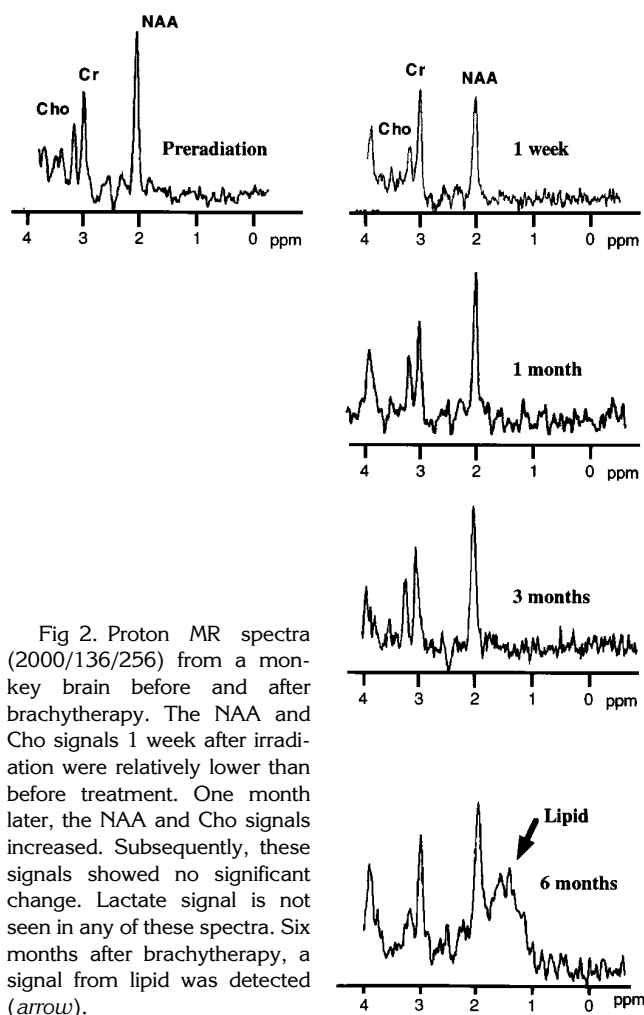 NAA
Cr
Cho
Preradiation
4 3 2 1 0 ppm
Cr
NAA
Cho
1 week
4 3 2 1 0 ppm
1 month
4 3 2 1 0 ppm
3 months
4 3 2 1 0 ppm
Lipid
6 months
4 3 2 1 0 ppm
Fig 2. Proton MR spectra
(2000/136/256) from a mon-
key brain before and after
brachytherapy. The NAA and
Cho signals 1 week after irradi-
ation were relatively lower than
before treatment. One month
later, the NAA and Cho signals
increased. Subsequently, these
signals showed no significant
change. Lactate signal is not
seen in any of these spectra. Six
months after brachytherapy, a
signal from lipid was detected
(arrow).